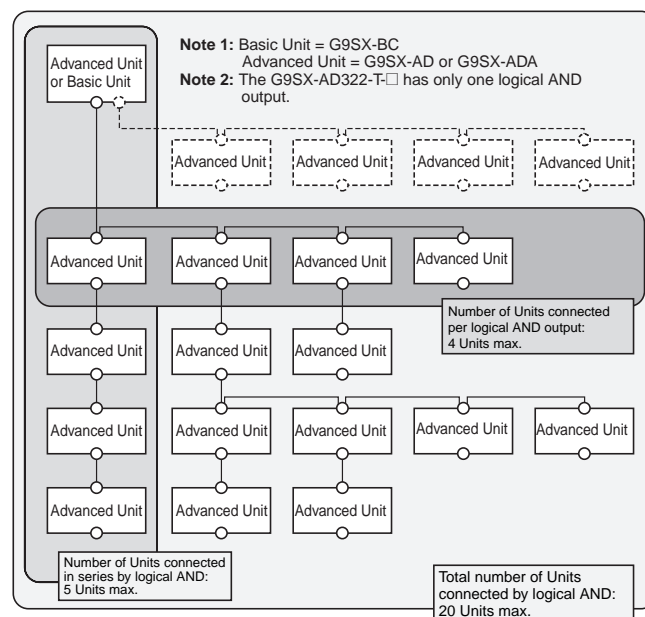 Note 1: Basic Unit = G9SX-BC
Advanced Unit = G9SX-AD or G9SX-ADA
Note 2: The G9SX-AD322-T-□ has only one logical AND
output.
Advanced Unit
or Basic Unit
Advanced Unit
Advanced Unit
Advanced Unit
Advanced Unit
Advanced Unit
Advanced Unit
Advanced Unit
Advanced Unit
Number of Units connected
per logical AND output:
4 Units max.
Advanced Unit
Advanced Unit
Advanced Unit
Advanced Unit
Advanced Unit
Advanced Unit
Advanced Unit
Advanced Unit
Advanced Unit
Advanced Unit
Advanced Unit
Number of Units connected
in series by logical AND:
5 Units max.
Total number of Units
connected by logical AND:
20 Units max.